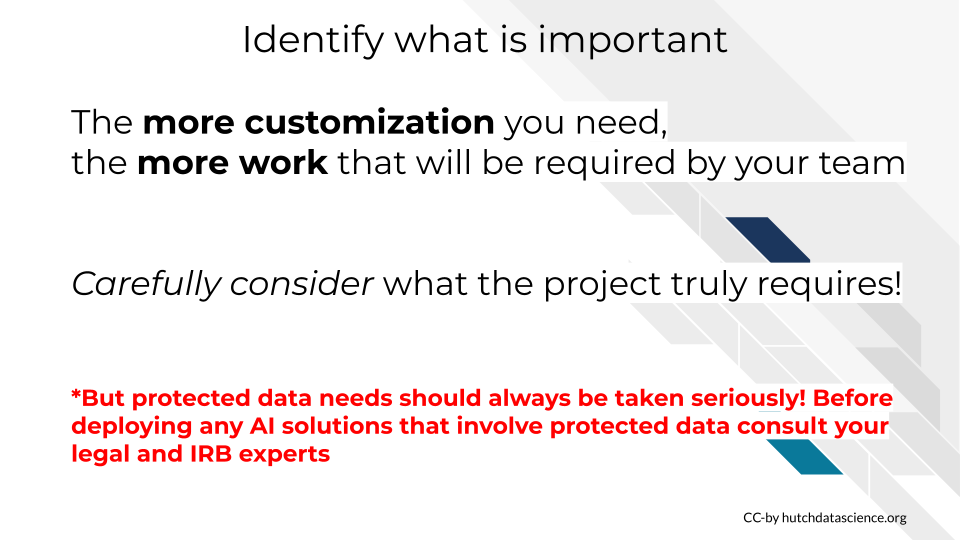 Identify what is important
The more customization you need,
the more work that will be required by your team
Carefully consider what the project truly requires!
*But protected data needs should always be taken seriously! Before
deploying any AI solutions that involve protected data consult your
legal and IRB experts
CC-by hutchdatascience.org